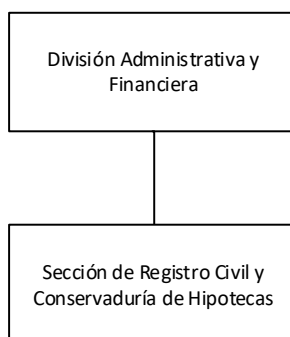 División Administrativa y
Financiera
Sección de Registro Civil y
Conservaduría de Hipotecas